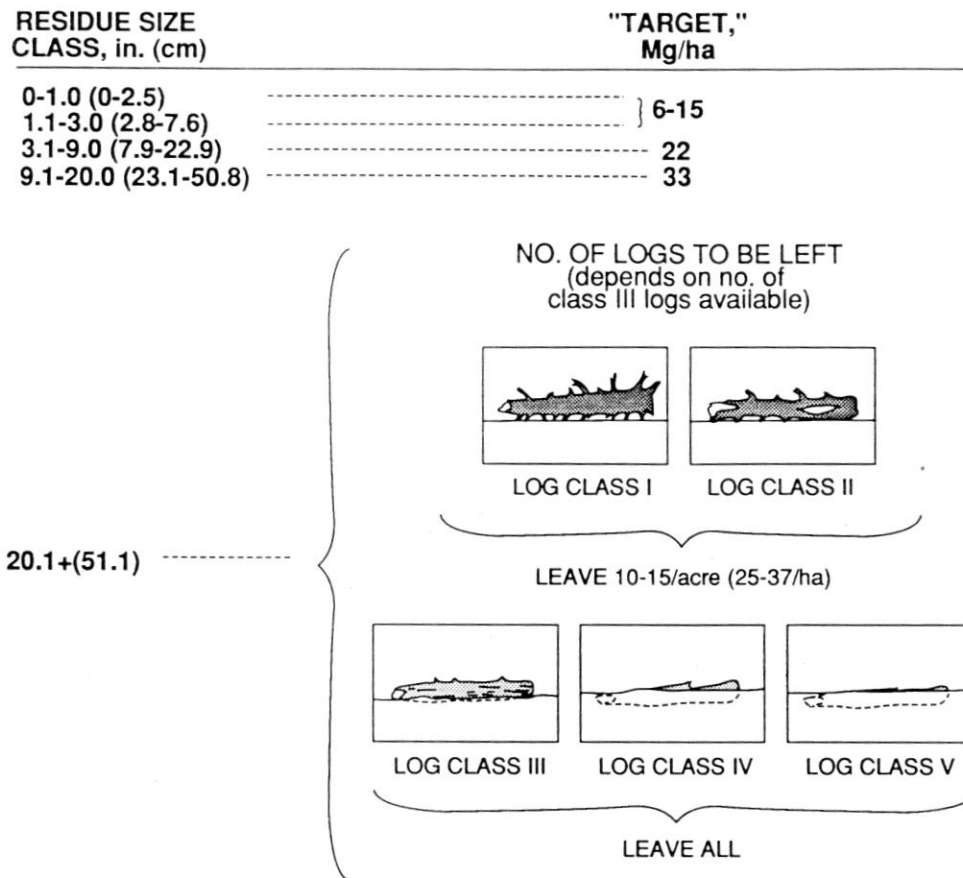 RESIDUE SIZE "TARGET,"
CLASS, in. (cm) Mg/ha
0-1.0 (0-2.5)
6-15
1.1-3.0 (2.8-7.6)
3.1-9.0 (7.9-22.9) 22
9.1-20.0 (23.1-50.8) 33
NO. OF LOGS TO BE LEFT
(depends on no. of
class III logs available)
LOG CLASS I LOG CLASS II
20.1+(51.1)
LEAVE 10-15/acre (25-37/ha)
LOG CLASS III LOG CLASS IV LOG CLASS V
LEAVE ALL